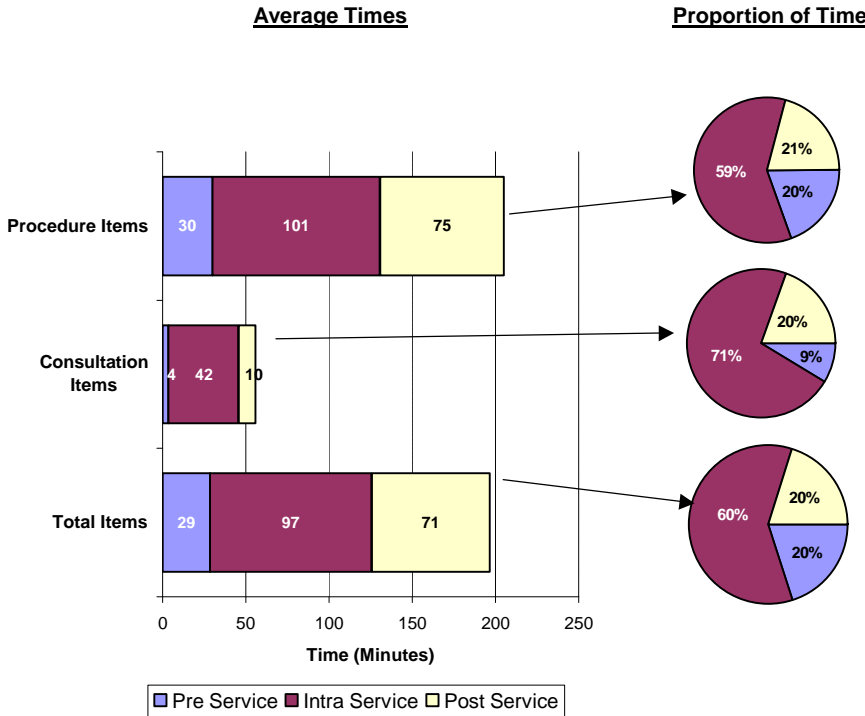 Average Times
Proportion of Time
Procedure Items
30 101 75
59% 21% 20%
Consultation
Items
4 42 10
71% 20% 9%
Total Items
29 97 71
60% 20% 20%
0 50 100 150 200 250
Time (Minutes)
Pre Service Intra Service Post Service